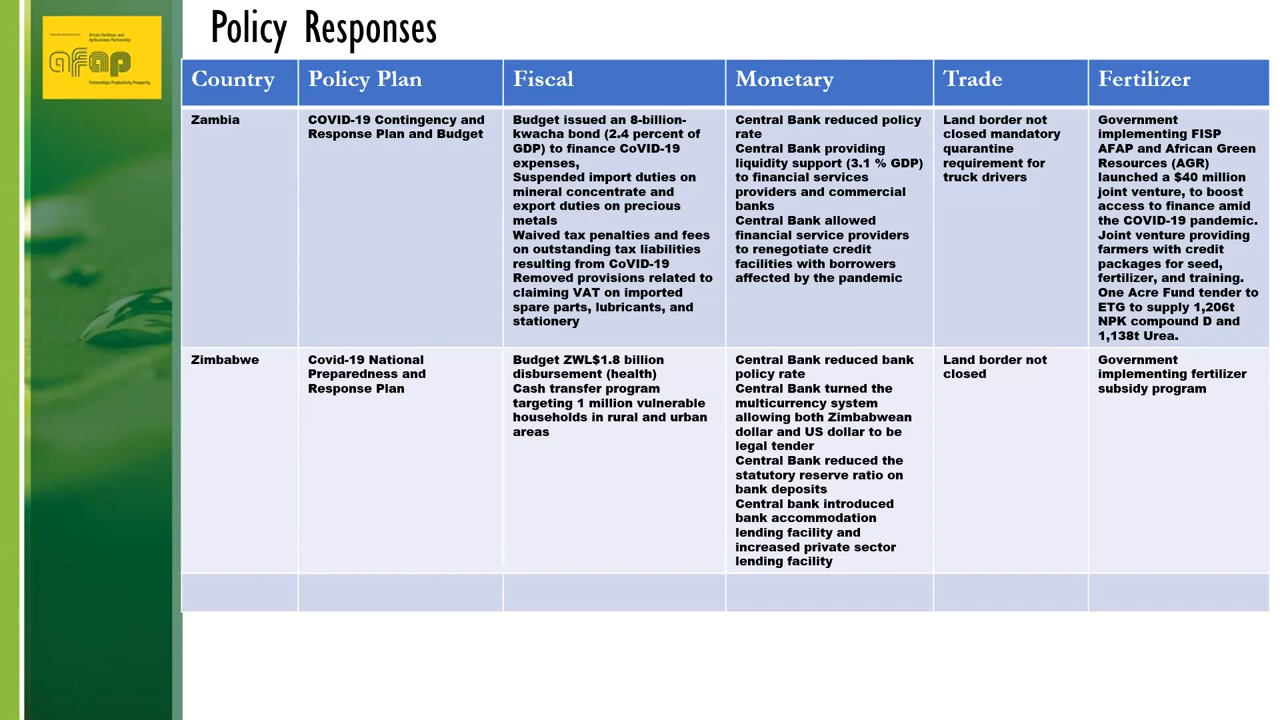 Policy Responses
African Fertilizer and
Agribusiness Partnership
afap
Partnerships. Productivity. Prosperity.
Country
Policy Plan
Fiscal
Monetary
Trade
Fertilizer
Zambia
COVID-19 Contingency and
Response Plan and Budget
Budget issued an 8-billion-
kwacha bond (2.4 percent of
GDP) to finance CoVID-19
expenses,
Suspended import duties on
mineral concentrate and
export duties on precious
metals
Waived tax penalties and fees
on outstanding tax liabilities
resulting from CoVID-19
Removed provisions related to
claiming VAT on imported
spare parts, lubricants, and
stationery
Central Bank reduced policy
rate
Central Bank providing
liquidity support (3.1 % GDP)
to financial services
providers and commercial
banks
Central Bank allowed
financial service providers
to renegotiate credit
facilities with borrowers
affected by the pandemic
Land border not
closed mandatory
quarantine
requirement for
truck drivers
Government
implementing FISP
AFAP and African Green
Resources (AGR)
launched a $40 million
joint venture, to boost
access to finance amid
the COVID-19 pandemic.
Joint venture providing
farmers with credit
packages for seed,
fertilizer, and training.
One Acre Fund tender to
ETG to supply 1,206t
NPK compound D and
1,138t Urea.
Zimbabwe
Covid-19 National
Preparedness and
Response Plan
Budget ZWL$1.8 billion
disbursement (health)
Cash transfer program
targeting 1 million vulnerable
households in rural and urban
areas
Central Bank reduced bank
policy rate
Central Bank turned the
multicurrency system
allowing both Zimbabwean
dollar and US dollar to be
legal tender
Central Bank reduced the
statutory reserve ratio on
bank deposits
Central bank introduced
bank accommodation
lending facility and
increased private sector
lending facility
Land border not
closed
Government
implementing fertilizer
subsidy program